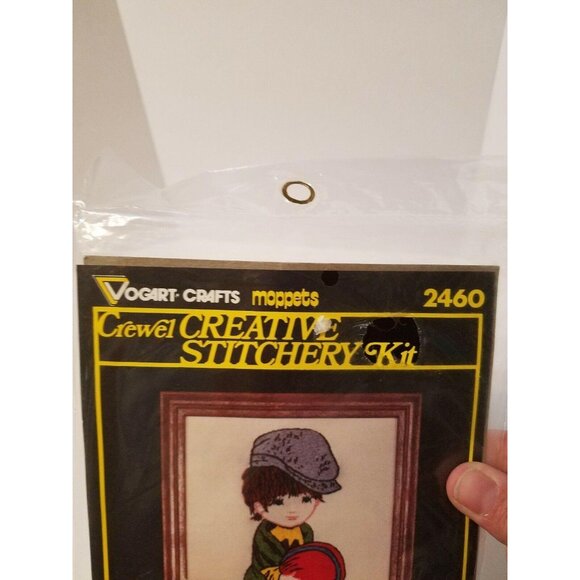 VOGART· CRAFTS moppets 2460
Crewel CREATIVE
STITCHERY Kit